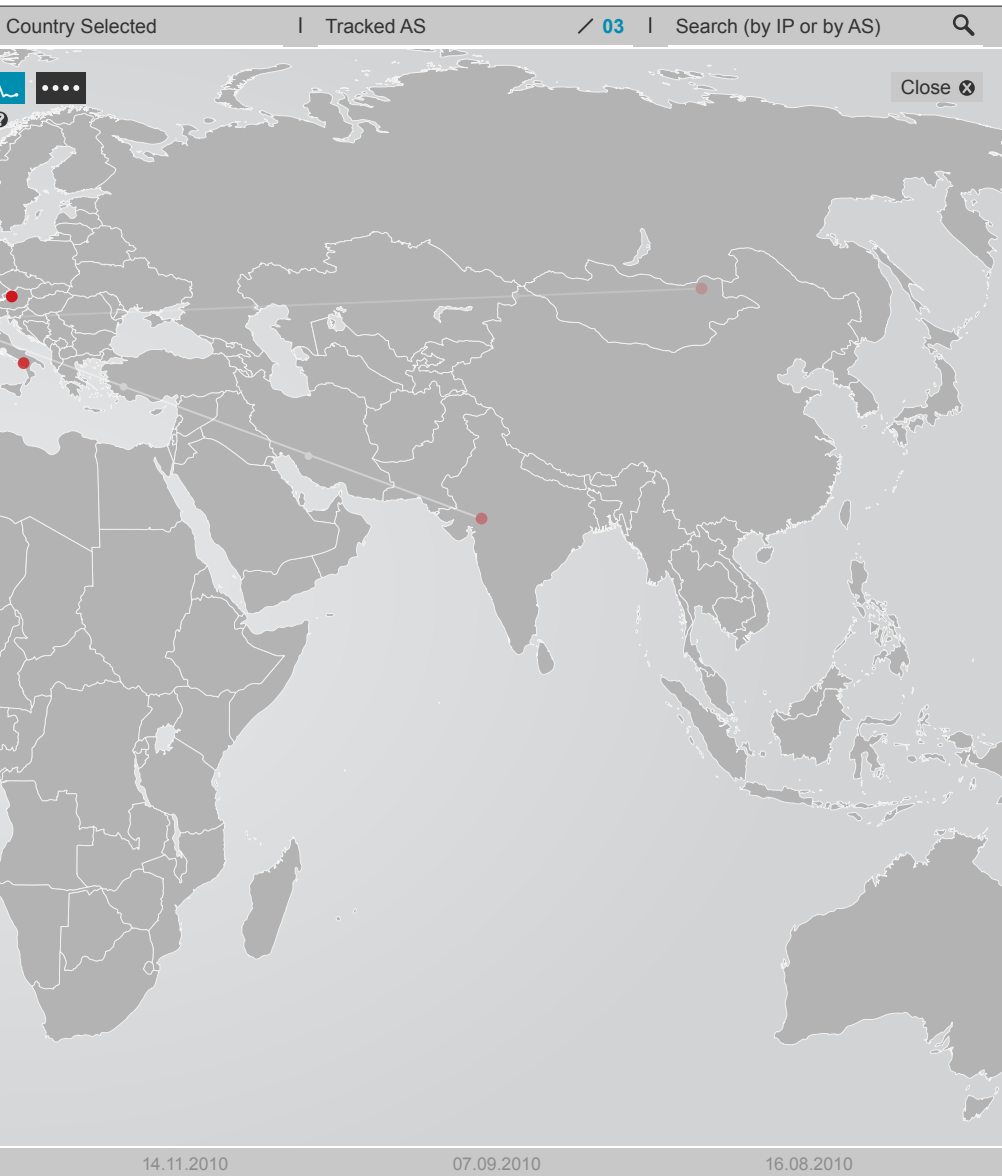 Country Selected | Tracked AS / 03 | Search (by IP or by AS)
Close
?
14.11.2010 07.09.2010 16.08.2010